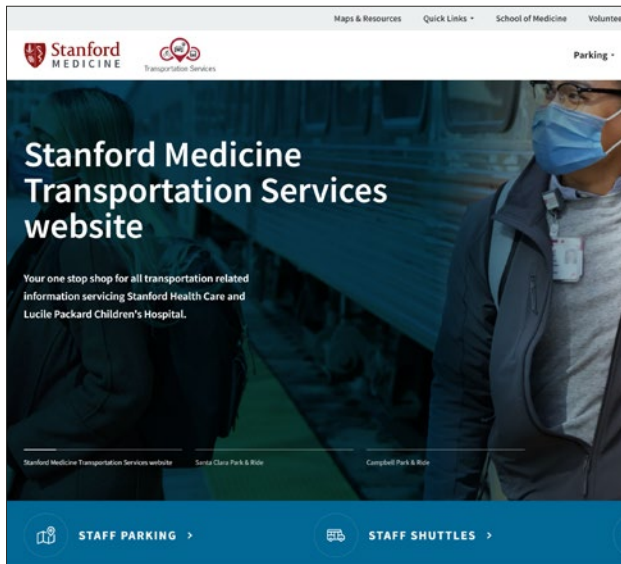 Maps & Resources Quick Links School of Medicine
Stanford
MEDICINE
Transportation Services
Parking
Stanford Medicine
Transportation Services
website
Your one stop shop for all transportation related
information servicing Stanford Health Care and
Lucile Packard Children's Hospital.
Stanford Medicine Transportation Services website Santa Clara Park & Ride Campbell Park & Ride
STAFF PARKING > STAFF SHUTTLES >